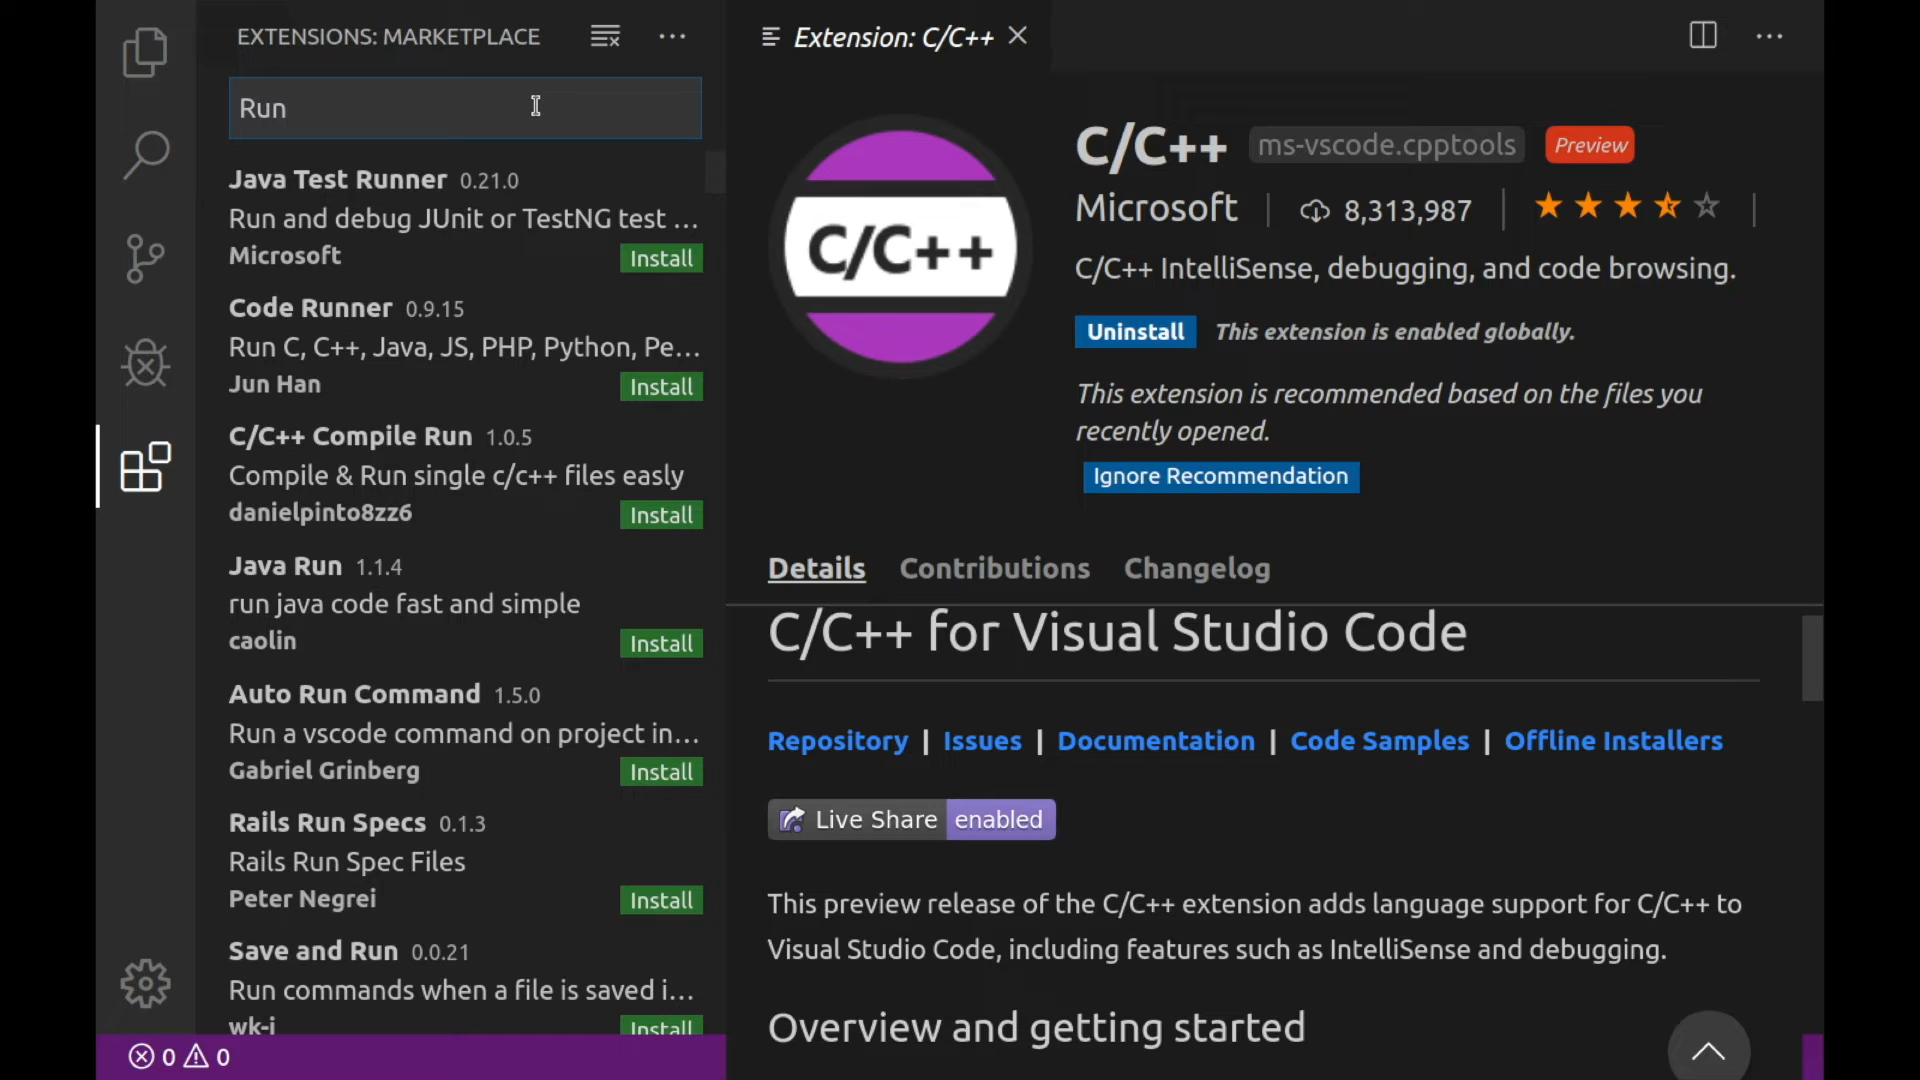 EXTENSIONS: MARKETPLACE
Run
Java Test Runner 0.21.0
Run and debug JUnit or TestNG test ...
Microsoft
Install
Code Runner 0.9.15
Run C, C++, Java, JS, PHP, Python, Pe...
Jun Han
Install
C/C++ Compile Run 1.0.5
Compile & Run single c/c++ files easly
danielpinto8zz6
Install
Java Run 1.1.4
run java code fast and simple
caolin
Install
Auto Run Command 1.5.0
Run a vscode command on project in...
Gabriel Grinberg
Install
Rails Run Specs 0.1.3
Rails Run Spec Files
Peter Negrei
Install
Save and Run 0.0.21
Run commands when a file is saved i...
wk-j
Install
0 0
Extension: C/C++
C/C++
C/C++ ms-vscode.cpptools Preview
Microsoft | 8,313,987 |
C/C++ IntelliSense, debugging, and code browsing.
Uninstall This extension is enabled globally.
This extension is recommended based on the files you
recently opened.
Ignore Recommendation
Details Contributions Changelog
C/C++ for Visual Studio Code
Repository | Issues | Documentation | Code Samples | Offline Installers
Live Share enabled
This preview release of the C/C++ extension adds language support for C/C++ to
Visual Studio Code, including features such as IntelliSense and debugging.
Overview and getting started